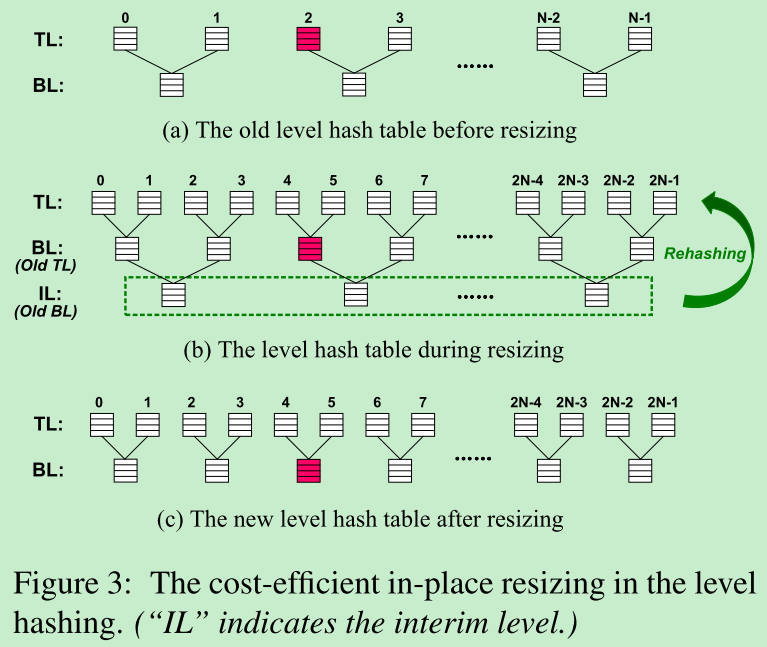 0 1 2 3 N-2 N-1
TL:
......
BL:
(a) The old level hash table before resizing
0 1 2 3 4 5 6 7 2N-4 2N-3 2N-2 2N-1
TL:
......
BL:
(Old TL)
Rehashing
IL:
(Old BL)
......
(b) The level hash table during resizing
0 1 2 3 4 5 6 7 2N-4 2N-3 2N-2 2N-1
TL:
......
BL:
(c) The new level hash table after resizing
Figure 3: The cost-efficient in-place resizing in the level
hashing. (“IL” indicates the interim level.)